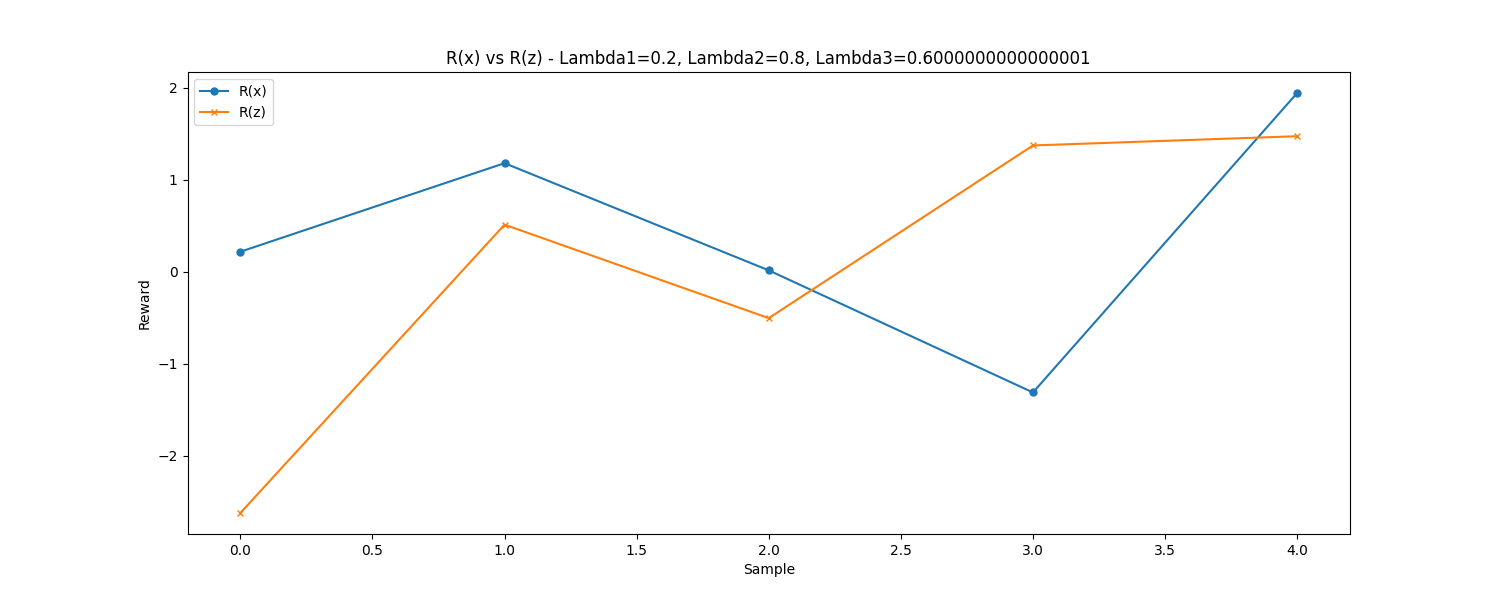 R(x) vs R(z) - Lambda1=0.2, Lambda2=0.8, Lambda3=0.6000000000000001
R(x)
R(z)
2
1
0
−1
−2
Reward
0.0 0.5 1.0 1.5 2.0 2.5 3.0 3.5 4.0
Sample